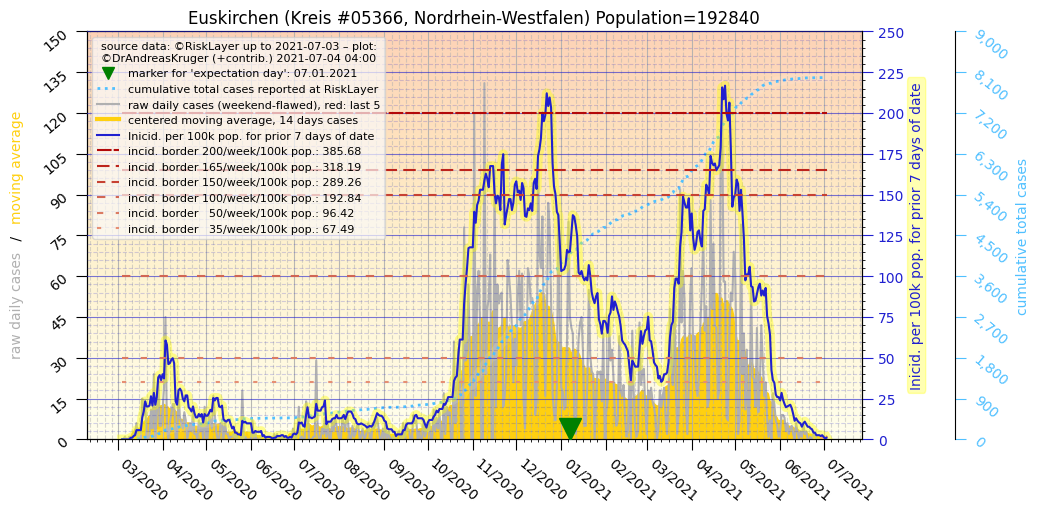 Euskirchen (Kreis #05366, Nordrhein-Westfalen) Population=192840
source data: ©RiskLayer up to 2021-07-03 – plot:
©DrAndreasKruger (+contrib.) 2021-07-04 04:00
marker for 'expectation day': 07.01.2021
cumulative total cases reported at RiskLayer
raw daily cases (weekend-flawed), red: last 5
centered moving average, 14 days cases
Inicid. per 100k pop. for prior 7 days of date
incid. border 200/week/100k pop.: 385.68
incid. border 165/week/100k pop.: 318.19
incid. border 150/week/100k pop.: 289.26
incid. border 100/week/100k pop.: 192.84
incid. border   50/week/100k pop.: 96.42
incid. border   35/week/100k pop.: 67.49
raw daily cases   /   moving average
150
135
120
105
90
75
60
45
30
15
0
250
225
200
175
150
125
100
75
50
25
0
Inicid. per 100k pop. for prior 7 days of date
9,000
8,100
7,200
6,300
5,400
4,500
3,600
2,700
1,800
900
0
cumulative total cases
03/2020
04/2020
05/2020
06/2020
07/2020
08/2020
09/2020
10/2020
11/2020
12/2020
01/2021
02/2021
03/2021
04/2021
05/2021
06/2021
07/2021